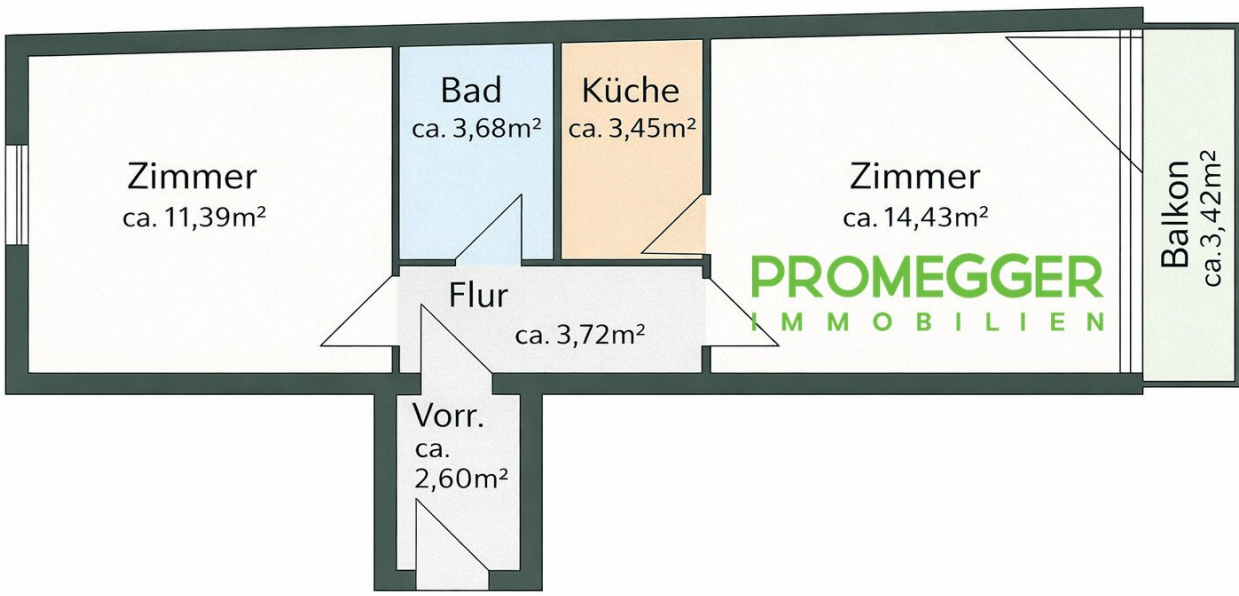 Zimmer
ca. 11,39m²
Bad
ca. 3,68m²
Küche
ca. 3,45m²
Zimmer
ca. 14,43m²
Balkon
ca. 3,42m²
PROMEGGER
IMMOBILIEN
Flur
ca. 3,72m²
Vorr.
ca.
2,60m²